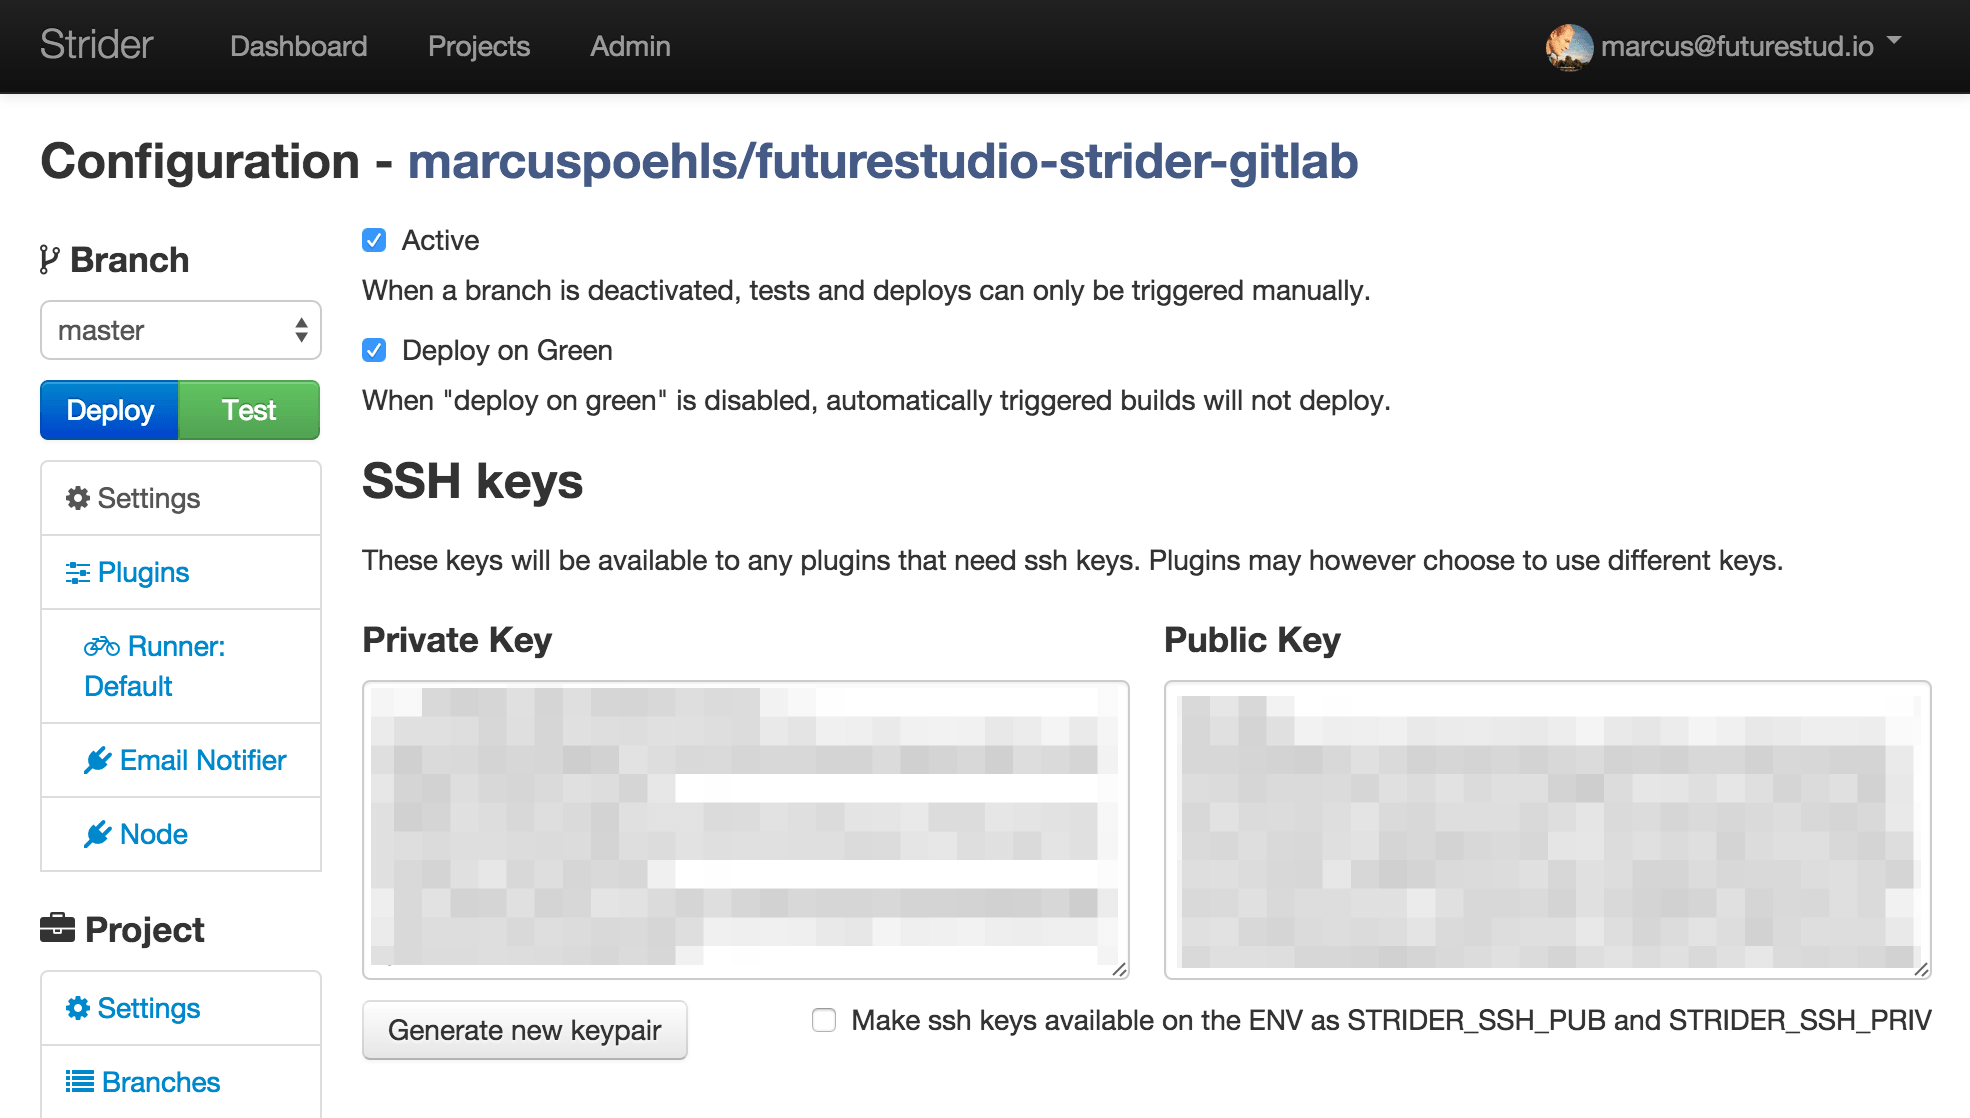 Strider Dashboard Projects Admin marcus@futurestud.io
Configuration - marcuspoehls/futurestudio-strider-gitlab
Branch
master
Deploy Test
Settings
Plugins
Runner:
Default
Email Notifier
Node
Project
Settings
Branches
Active
When a branch is deactivated, tests and deploys can only be triggered manually.
Deploy on Green
When "deploy on green" is disabled, automatically triggered builds will not deploy.
SSH keys
These keys will be available to any plugins that need ssh keys. Plugins may however choose to use different keys.
Private Key
Public Key
Generate new keypair
Make ssh keys available on the ENV as STRIDER_SSH_PUB and STRIDER_SSH_PRIV